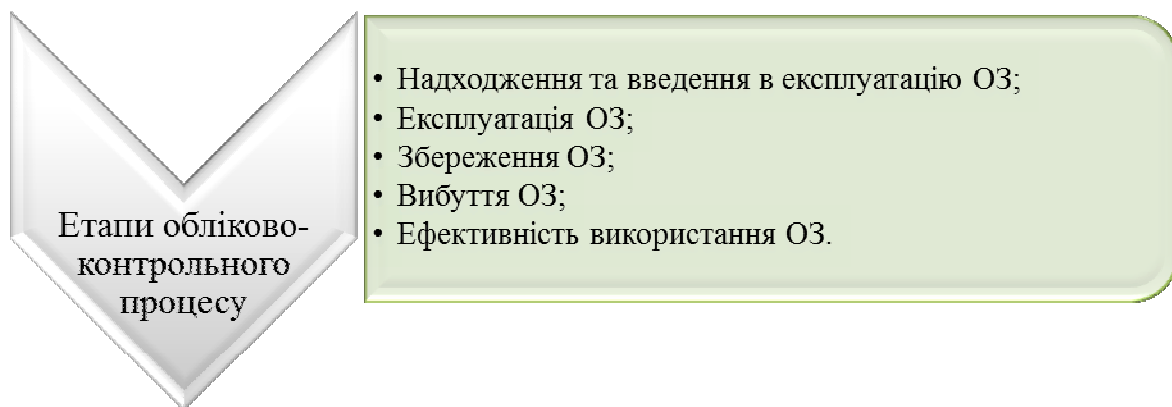 Етапи обліково-
контрольного
процесу
• Надходження та введення в експлуатацію ОЗ;
• Експлуатація ОЗ;
• Збереження ОЗ;
• Вибуття ОЗ;
• Ефективність використання ОЗ.